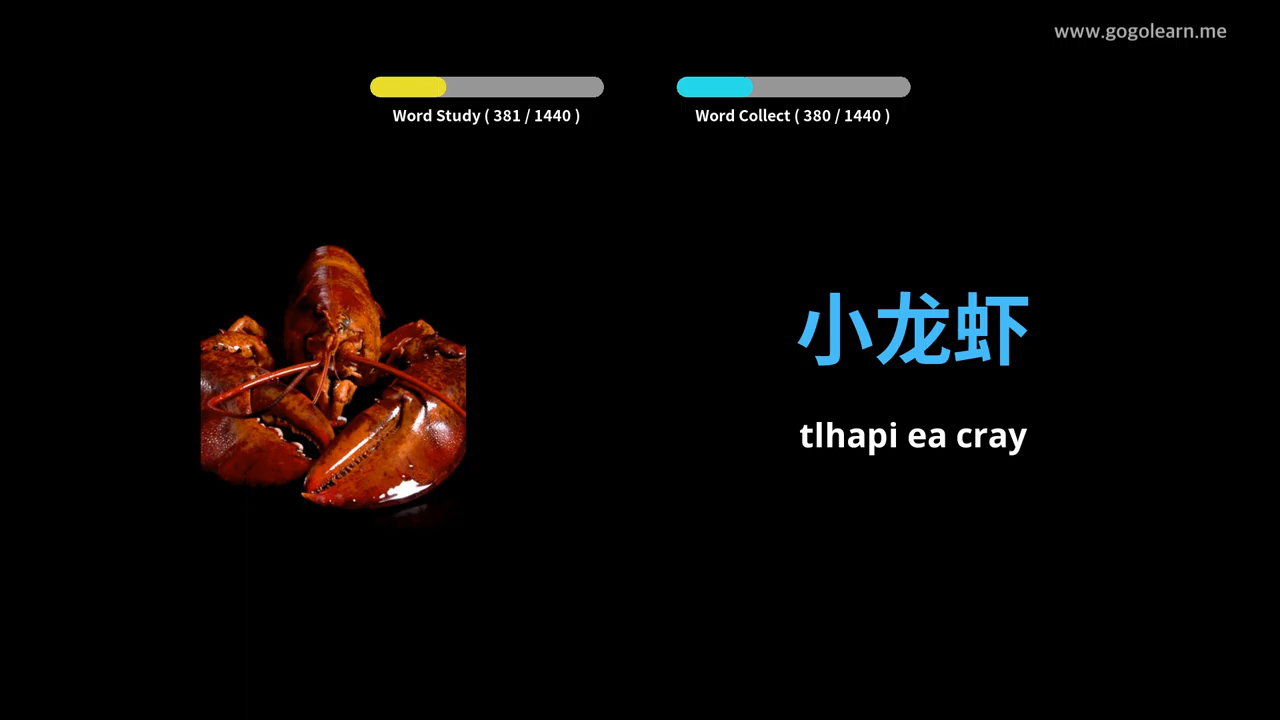 www.gogolearn.me
Word Study ( 381 / 1440 )
Word Collect ( 380 / 1440 )
小龙虾
tlhapi ea cray